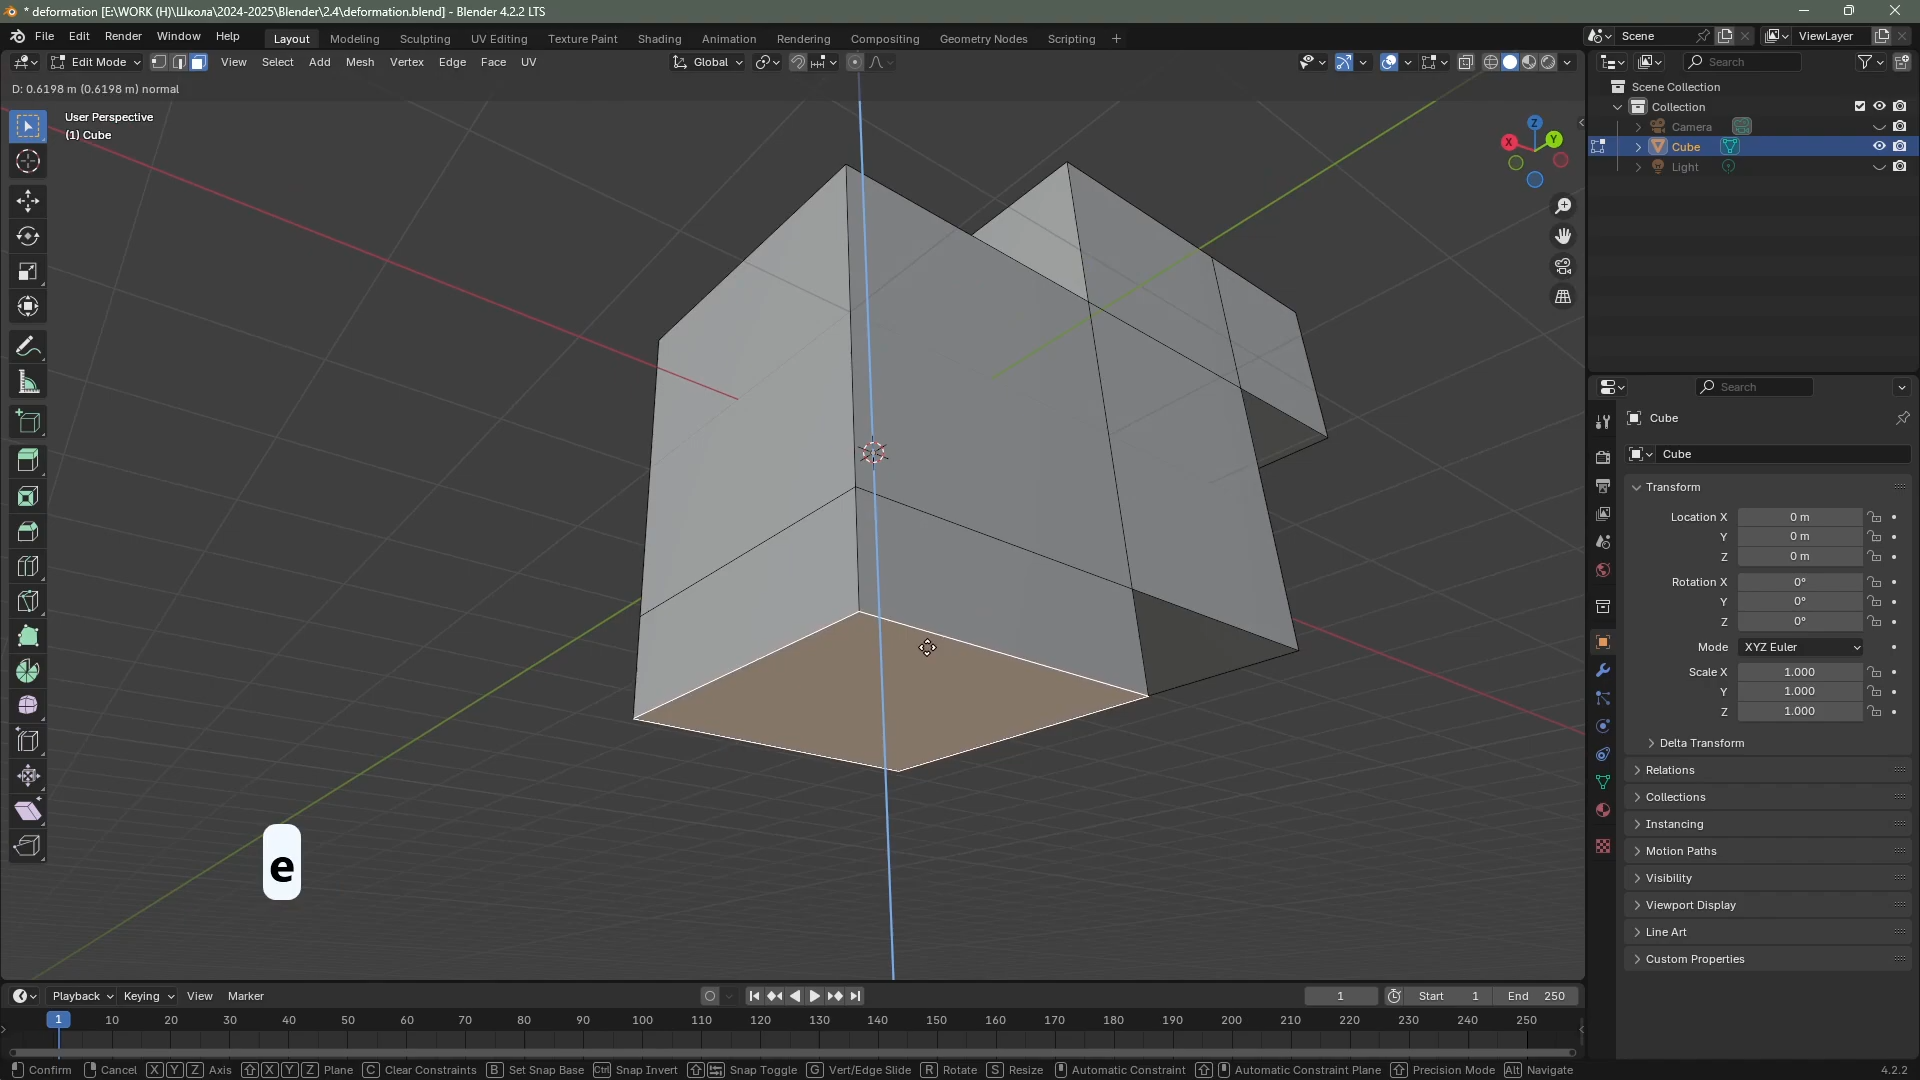 * deformation [E:\WORK (H)\Школа\2024-2025\Blender\2.4\deformation.blend] - Blender 4.2.2 LTS
File Edit Render Window Help Layout Modeling Sculpting UV Editing Texture Paint Shading Animation Rendering Compositing Geometry Nodes Scripting + Scene ViewLayer
Edit Mode View Select Add Mesh Vertex Edge Face UV Global Search
D: 0.6198 m (0.6198 m) normal
Scene Collection
User Perspective
Collection
(1) Cube
Camera
Cube
Light
X Y Z
Search
Cube
Cube
Transform
Location X 0 m
Y 0 m
Z 0 m
Rotation X 0°
Y 0°
Z 0°
Mode XYZ Euler
Scale X 1.000
Y 1.000
Z 1.000
Delta Transform
Relations
Collections
Instancing
Motion Paths
Visibility
Viewport Display
Line Art
Custom Properties
e
Playback Keying View Marker 1 Start 1 End 250
1 10 20 30 40 50 60 70 80 90 100 110 120 130 140 150 160 170 180 190 200 210 220 230 240 250
Confirm Cancel X Y Z Axis X Y Z Plane C Clear Constraints B Set Snap Base Ctrl Snap Invert Snap Toggle G Vert/Edge Slide R Rotate S Resize Automatic Constraint Automatic Constraint Plane Precision Mode Alt Navigate 4.2.2